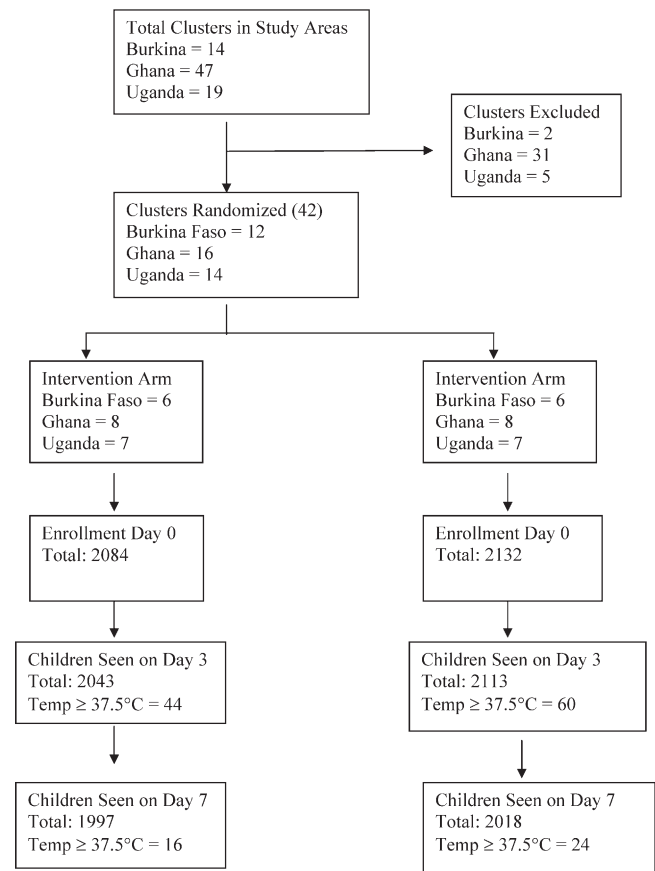 Total Clusters in Study Areas
Burkina = 14
Ghana = 47
Uganda = 19
Clusters Excluded
Burkina = 2
Ghana = 31
Uganda = 5
Clusters Randomized (42)
Burkina Faso = 12
Ghana = 16
Uganda = 14
Intervention Arm
Burkina Faso = 6
Ghana = 8
Uganda = 7
Intervention Arm
Burkina Faso = 6
Ghana = 8
Uganda = 7
Enrollment Day 0
Total: 2084
Enrollment Day 0
Total: 2132
Children Seen on Day 3
Total: 2043
Temp ≥ 37.5°C = 44
Children Seen on Day 3
Total: 2113
Temp ≥ 37.5°C = 60
Children Seen on Day 7
Total: 1997
Temp ≥ 37.5°C = 16
Children Seen on Day 7
Total: 2018
Temp ≥ 37.5°C = 24